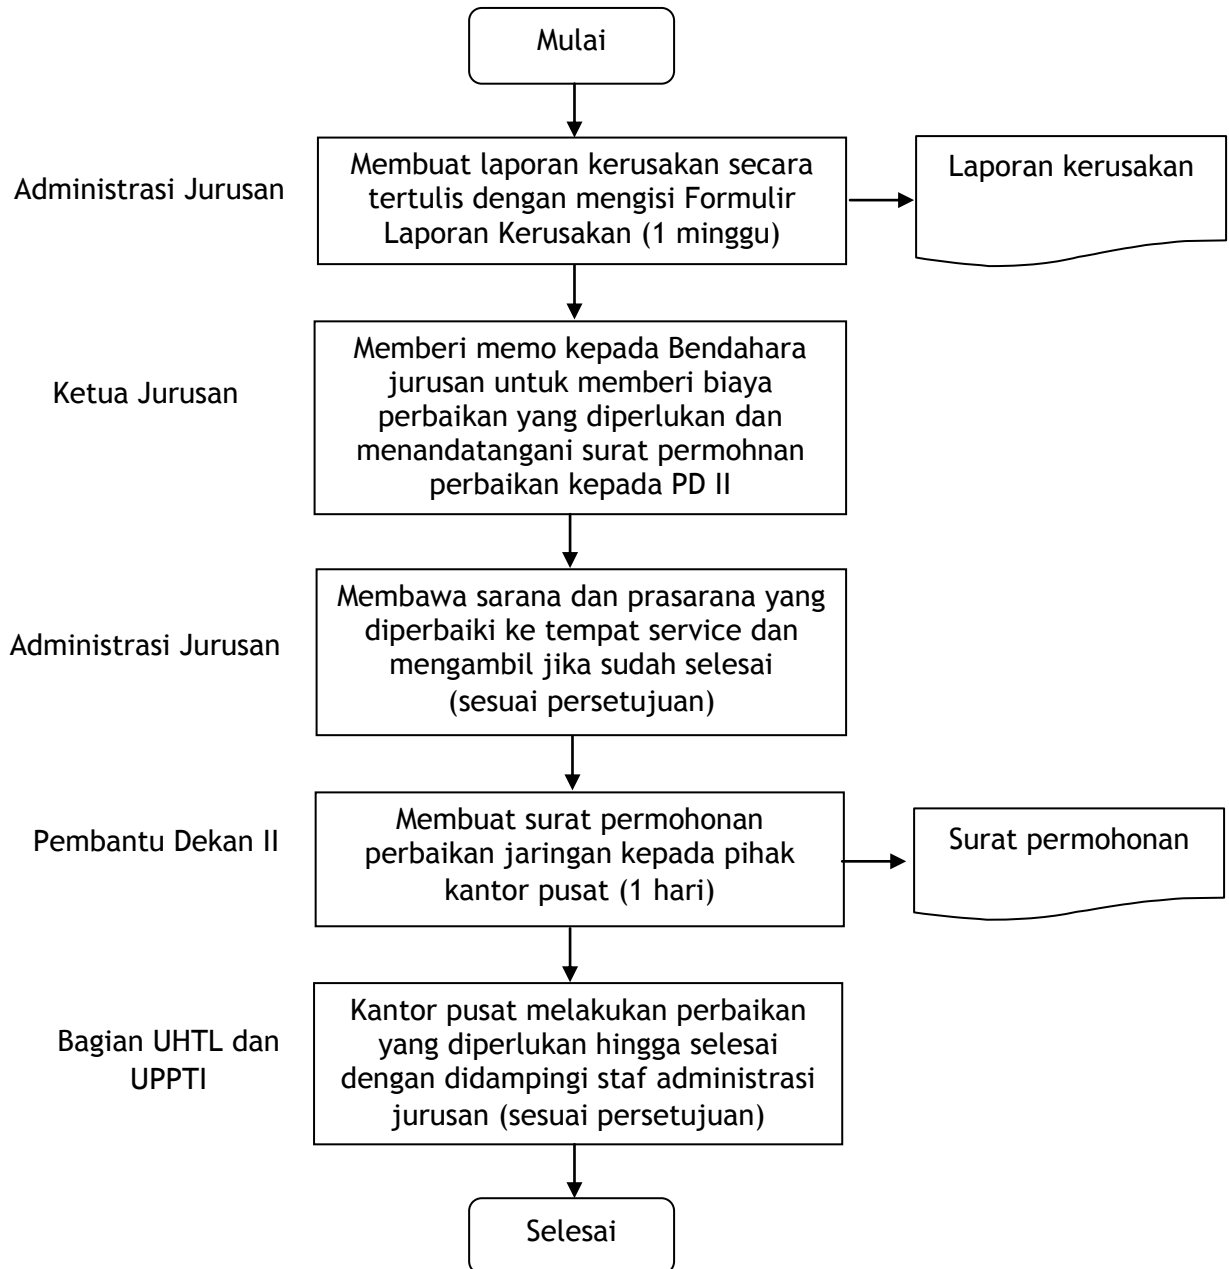 Mulai
Administrasi Jurusan
Membuat laporan kerusakan secara
tertulis dengan mengisi Formulir
Laporan Kerusakan (1 minggu)
Laporan kerusakan
Ketua Jurusan
Memberi memo kepada Bendahara
jurusan untuk memberi biaya
perbaikan yang diperlukan dan
menandatangani surat permohnan
perbaikan kepada PD II
Administrasi Jurusan
Membawa sarana dan prasarana yang
diperbaiki ke tempat service dan
mengambil jika sudah selesai
(sesuai persetujuan)
Pembantu Dekan II
Membuat surat permohonan
perbaikan jaringan kepada pihak
kantor pusat (1 hari)
Surat permohonan
Bagian UHTL dan
UPPTI
Kantor pusat melakukan perbaikan
yang diperlukan hingga selesai
dengan didampingi staf administrasi
jurusan (sesuai persetujuan)
Selesai